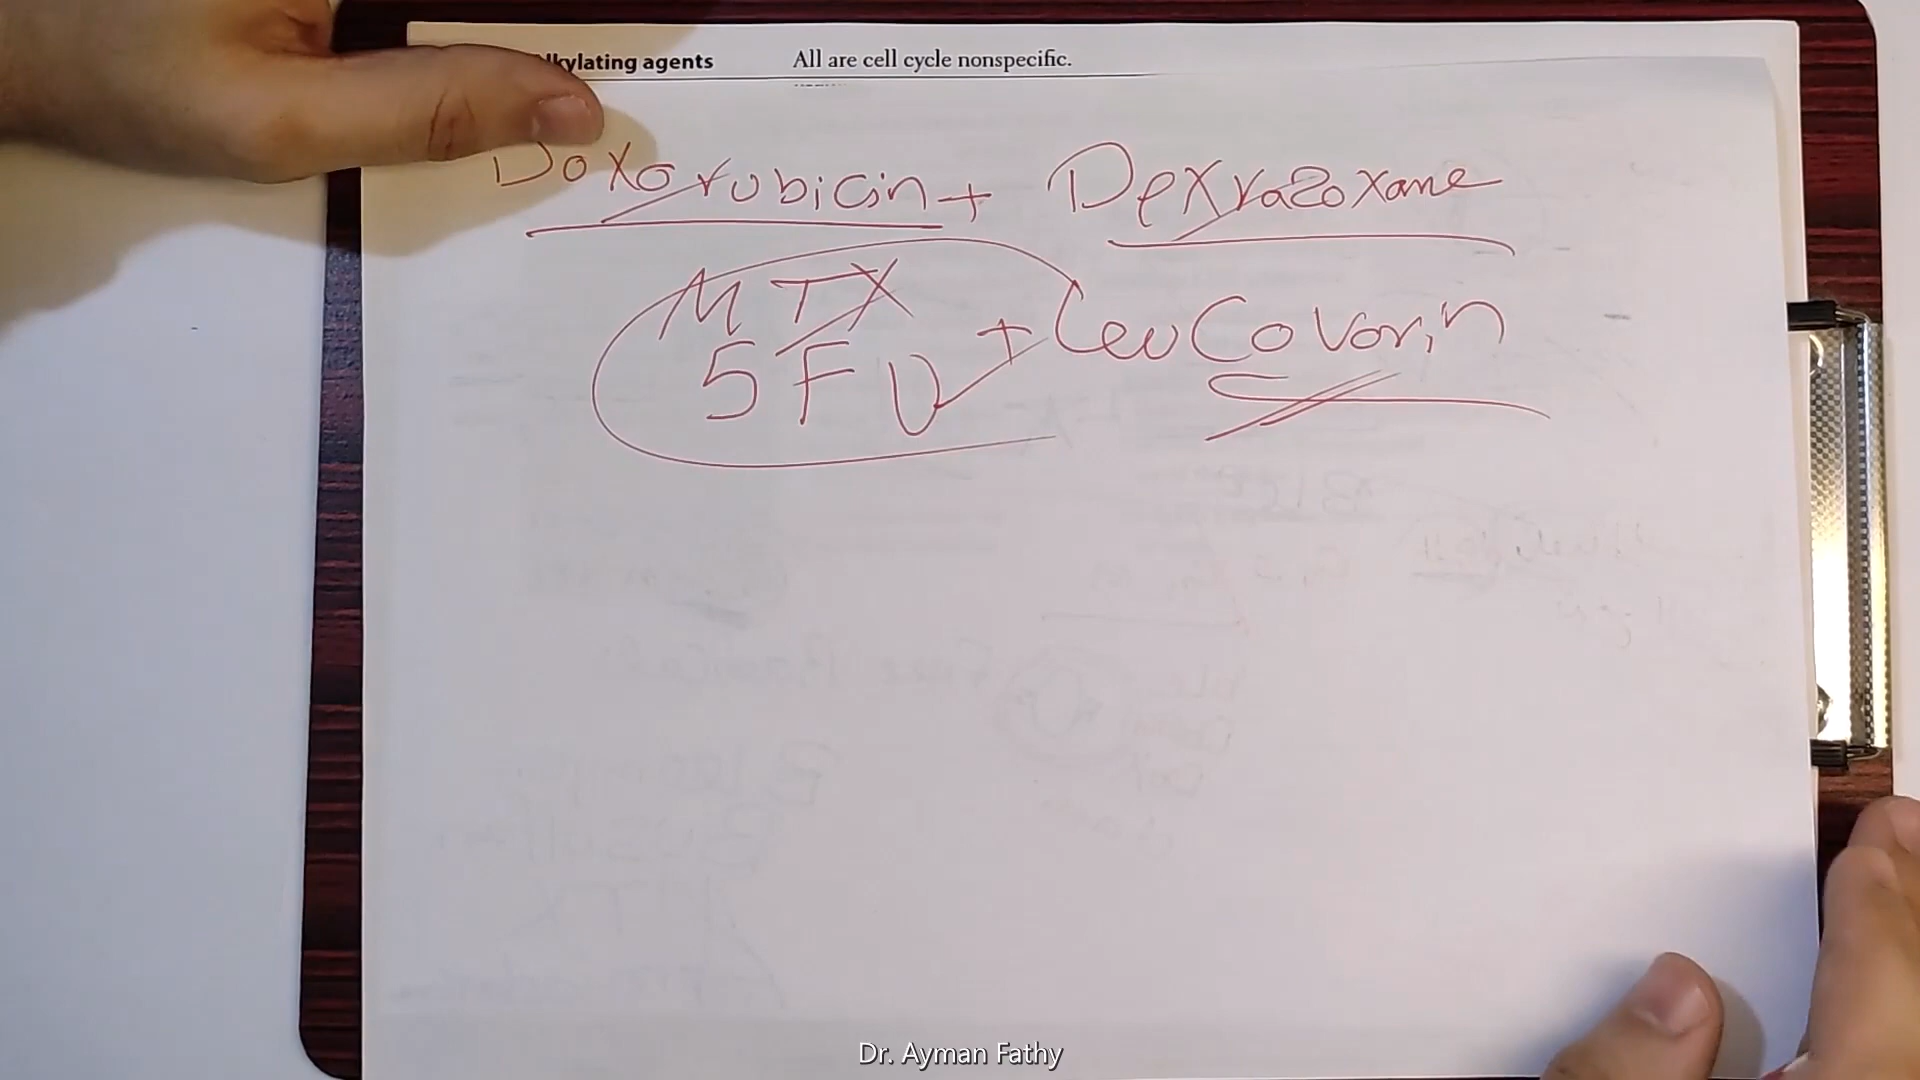 lkylating agents All are cell cycle nonspecific.
Doxorubicin + Dexrazoxane
MTX
5FU + Leucovorin
Dr. Ayman Fathy